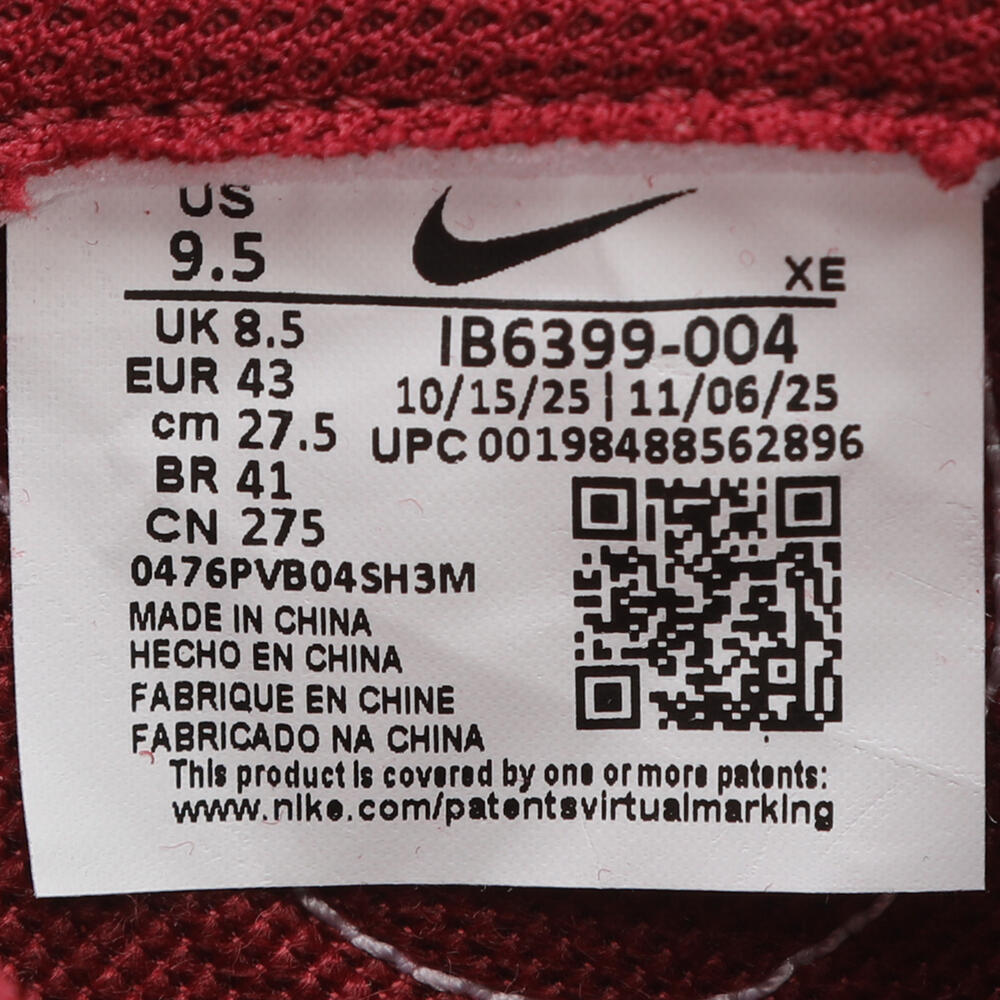 US
9.5
XE
UK 8.5
EUR 43
cm 27.5
BR 41
CN 275
IB6399-004
10/15/25 | 11/06/25
UPC 00198488562896
0476PVB04SH3M
MADE IN CHINA
HECHO EN CHINA
FABRIQUE EN CHINE
FABRICADO NA CHINA
This product is covered by one or more patents:
www.nike.com/patentsvirtualmarking